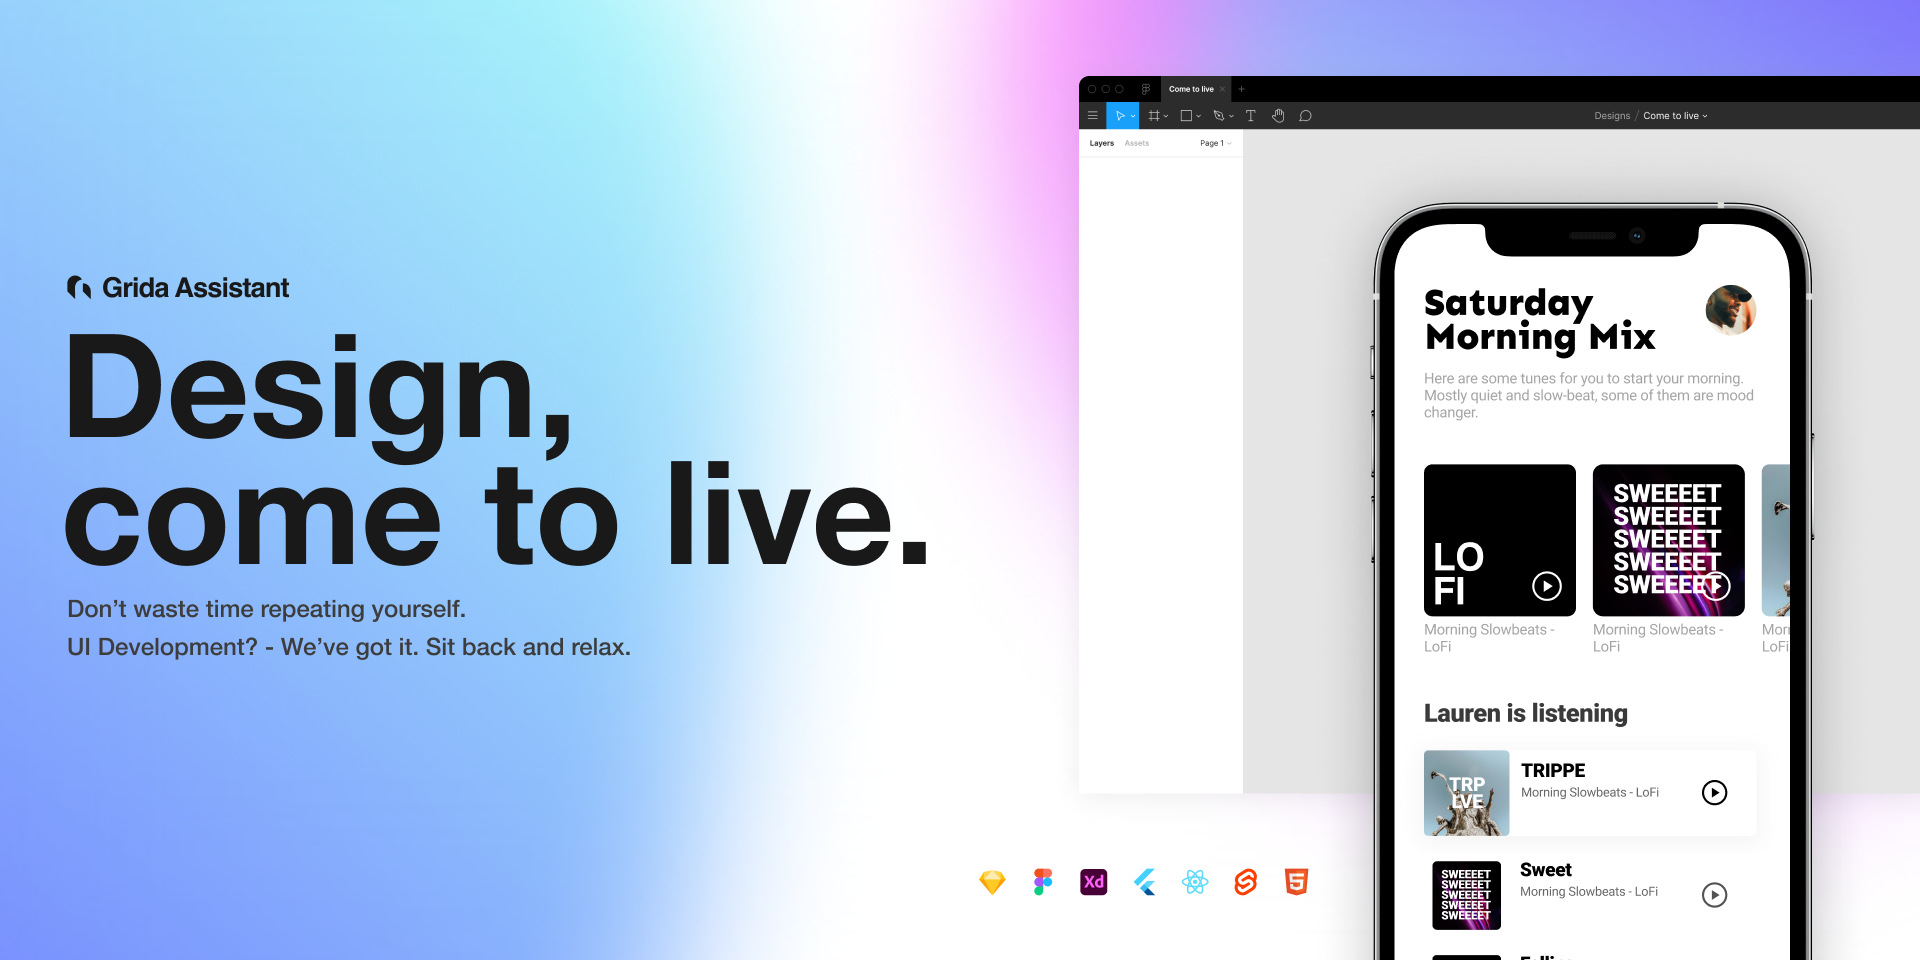 Grida Assistant
Design,
come to live.
Don’t waste time repeating yourself.
UI Development? - We’ve got it. Sit back and relax.
Come to live
Designs / Come to live
Layers Assets Page 1
Saturday
Morning Mix
Here are some tunes for you to start your morning.
Mostly quiet and slow-beat, some of them are mood
changer.
LO
FI
SWEEEET
SWEEEET
SWEEEET
SWEEEET
SWEEEET
Morning Slowbeats -
LoFi
Morning Slowbeats -
LoFi
Lauren is listening
TRP
LVE
TRIPPE
Morning Slowbeats - LoFi
SWEEEET
SWEEEET
SWEEEET
SWEEEET
SWEEEET
Sweet
Morning Slowbeats - LoFi
Xd
5